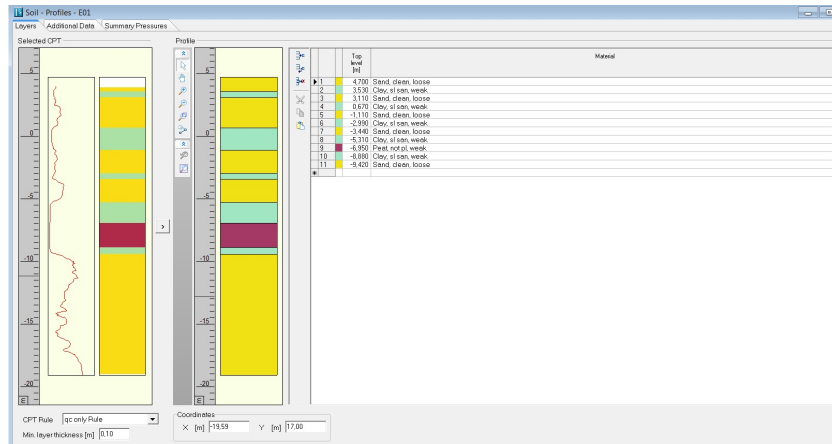 Soil - Profiles - E01
Layers Additional Data Summary Pressures
Selected CPT
Profile
Top level [m] Material
1 4,700 Sand, clean, loose
2 3,530 Clay, sl san, weak
3 3,110 Sand, clean, loose
4 0,670 Clay, sl san, weak
5 -1,110 Sand, clean, loose
6 -2,990 Clay, sl san, weak
7 -3,440 Sand, clean, loose
8 -5,310 Clay, sl san, weak
9 -6,950 Peat, not pl, weak
10 -8,880 Clay, sl san, weak
11 -9,420 Sand, clean, loose
5 5
0 0
-5 -5
-10 -10
-15 -15
-20 -20
E E
>
CPT Rule qc only Rule
Min. layer thickness [m] 0,10
Coordinates
X [m] -19,59 Y [m] 17,00